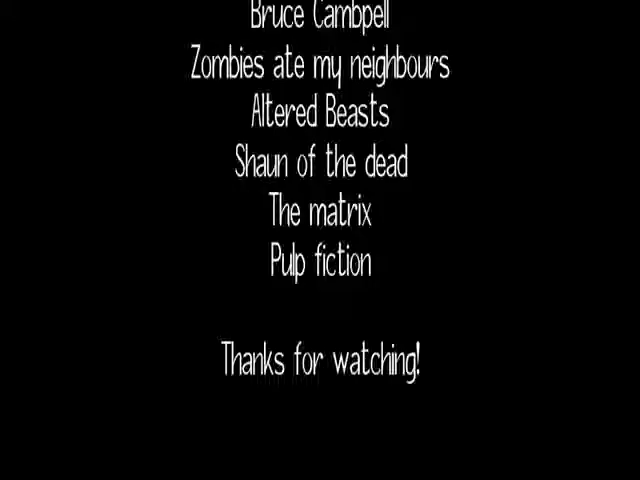 Bruce Cambpell
Zombies ate my neighbours
Altered Beasts
Shaun of the dead
The matrix
Pulp fiction
Thanks for watching!